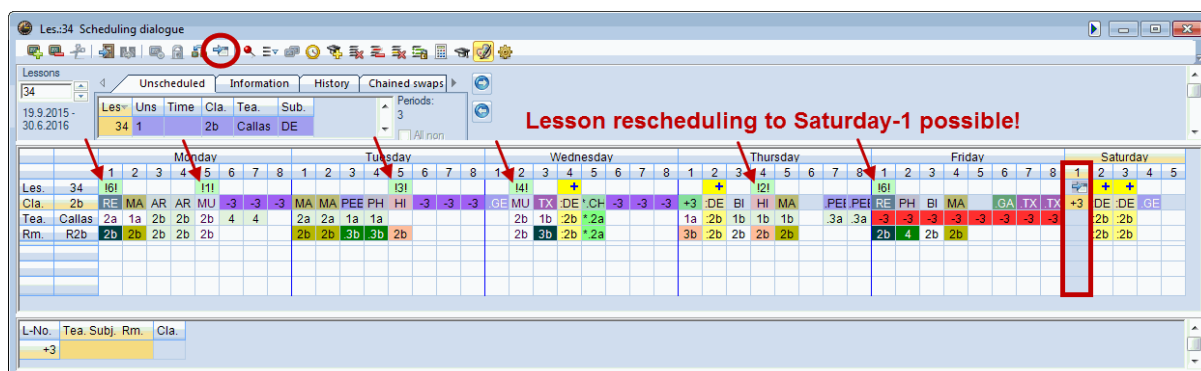 Les.:34 Scheduling dialogue
Lessons
34
19.9.2015 -
30.6.2016
Unscheduled Information History Chained swaps
Les Uns Time Cla. Tea. Sub.
34 1 2b Callas DE
Periods:
3
All non
Lesson rescheduling to Saturday-1 possible!
Monday Tuesday Wednesday Thursday Friday Saturday
1 2 3 4 5 6 7 8 1 2 3 4 5 6 7 8 1 2 3 4 5 6 7 8 1 2 3 4 5 6 7 8 1 2 3 4 5 6 7 8 1 2 3 4 5
Les. 34 !6! !1! !3! !4! + + !2! !6! + +
Cla. 2b RE MA AR AR MU -3 -3 -3 MA MA PEE PH HI -3 -3 -3 GE MU TX :DE *.CH -3 -3 -3 +3 :DE BI HI MA .PEI .PEI RE PH BI MA .GA .TX .TX +3 :DE :DE .GE
Tea. Callas 2a 1a 2b 2b 2b 4 4 2a 2a 1a 1a 2b 1b :2b *.2a 1a :2b 1b 1b 1b .3a .3a -3 -3 -3 -3 -3 -3 -3 -3 :2b :2b
Rm. R2b 2b 2b 2b 2b 2b 2b 2b .3b .3b 2b 2b 3b :2b *.2a 3b :2b 2b 2b 2b 2b 4 2b 2b :2b :2b
L-No. Tea. Subj. Rm. Cla.
+3